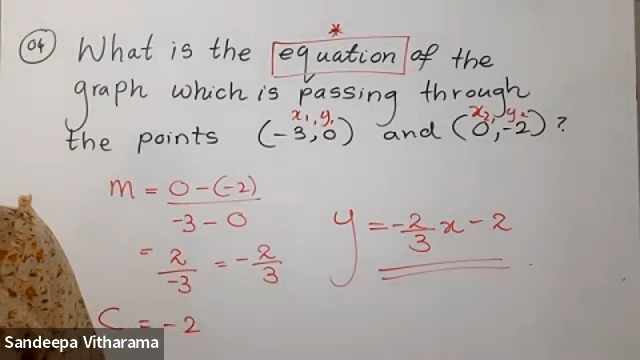 04 What is the equation of the
*
graph which is passing through
x₁, y₁ x₂, y₂
the points (-3, 0) and (0, -2) ?
m = 0 - (-2)
-3 - 0
= 2/-3 = -2/3
y = -2/3 x - 2
C = -2
Sandeepa Vitharama